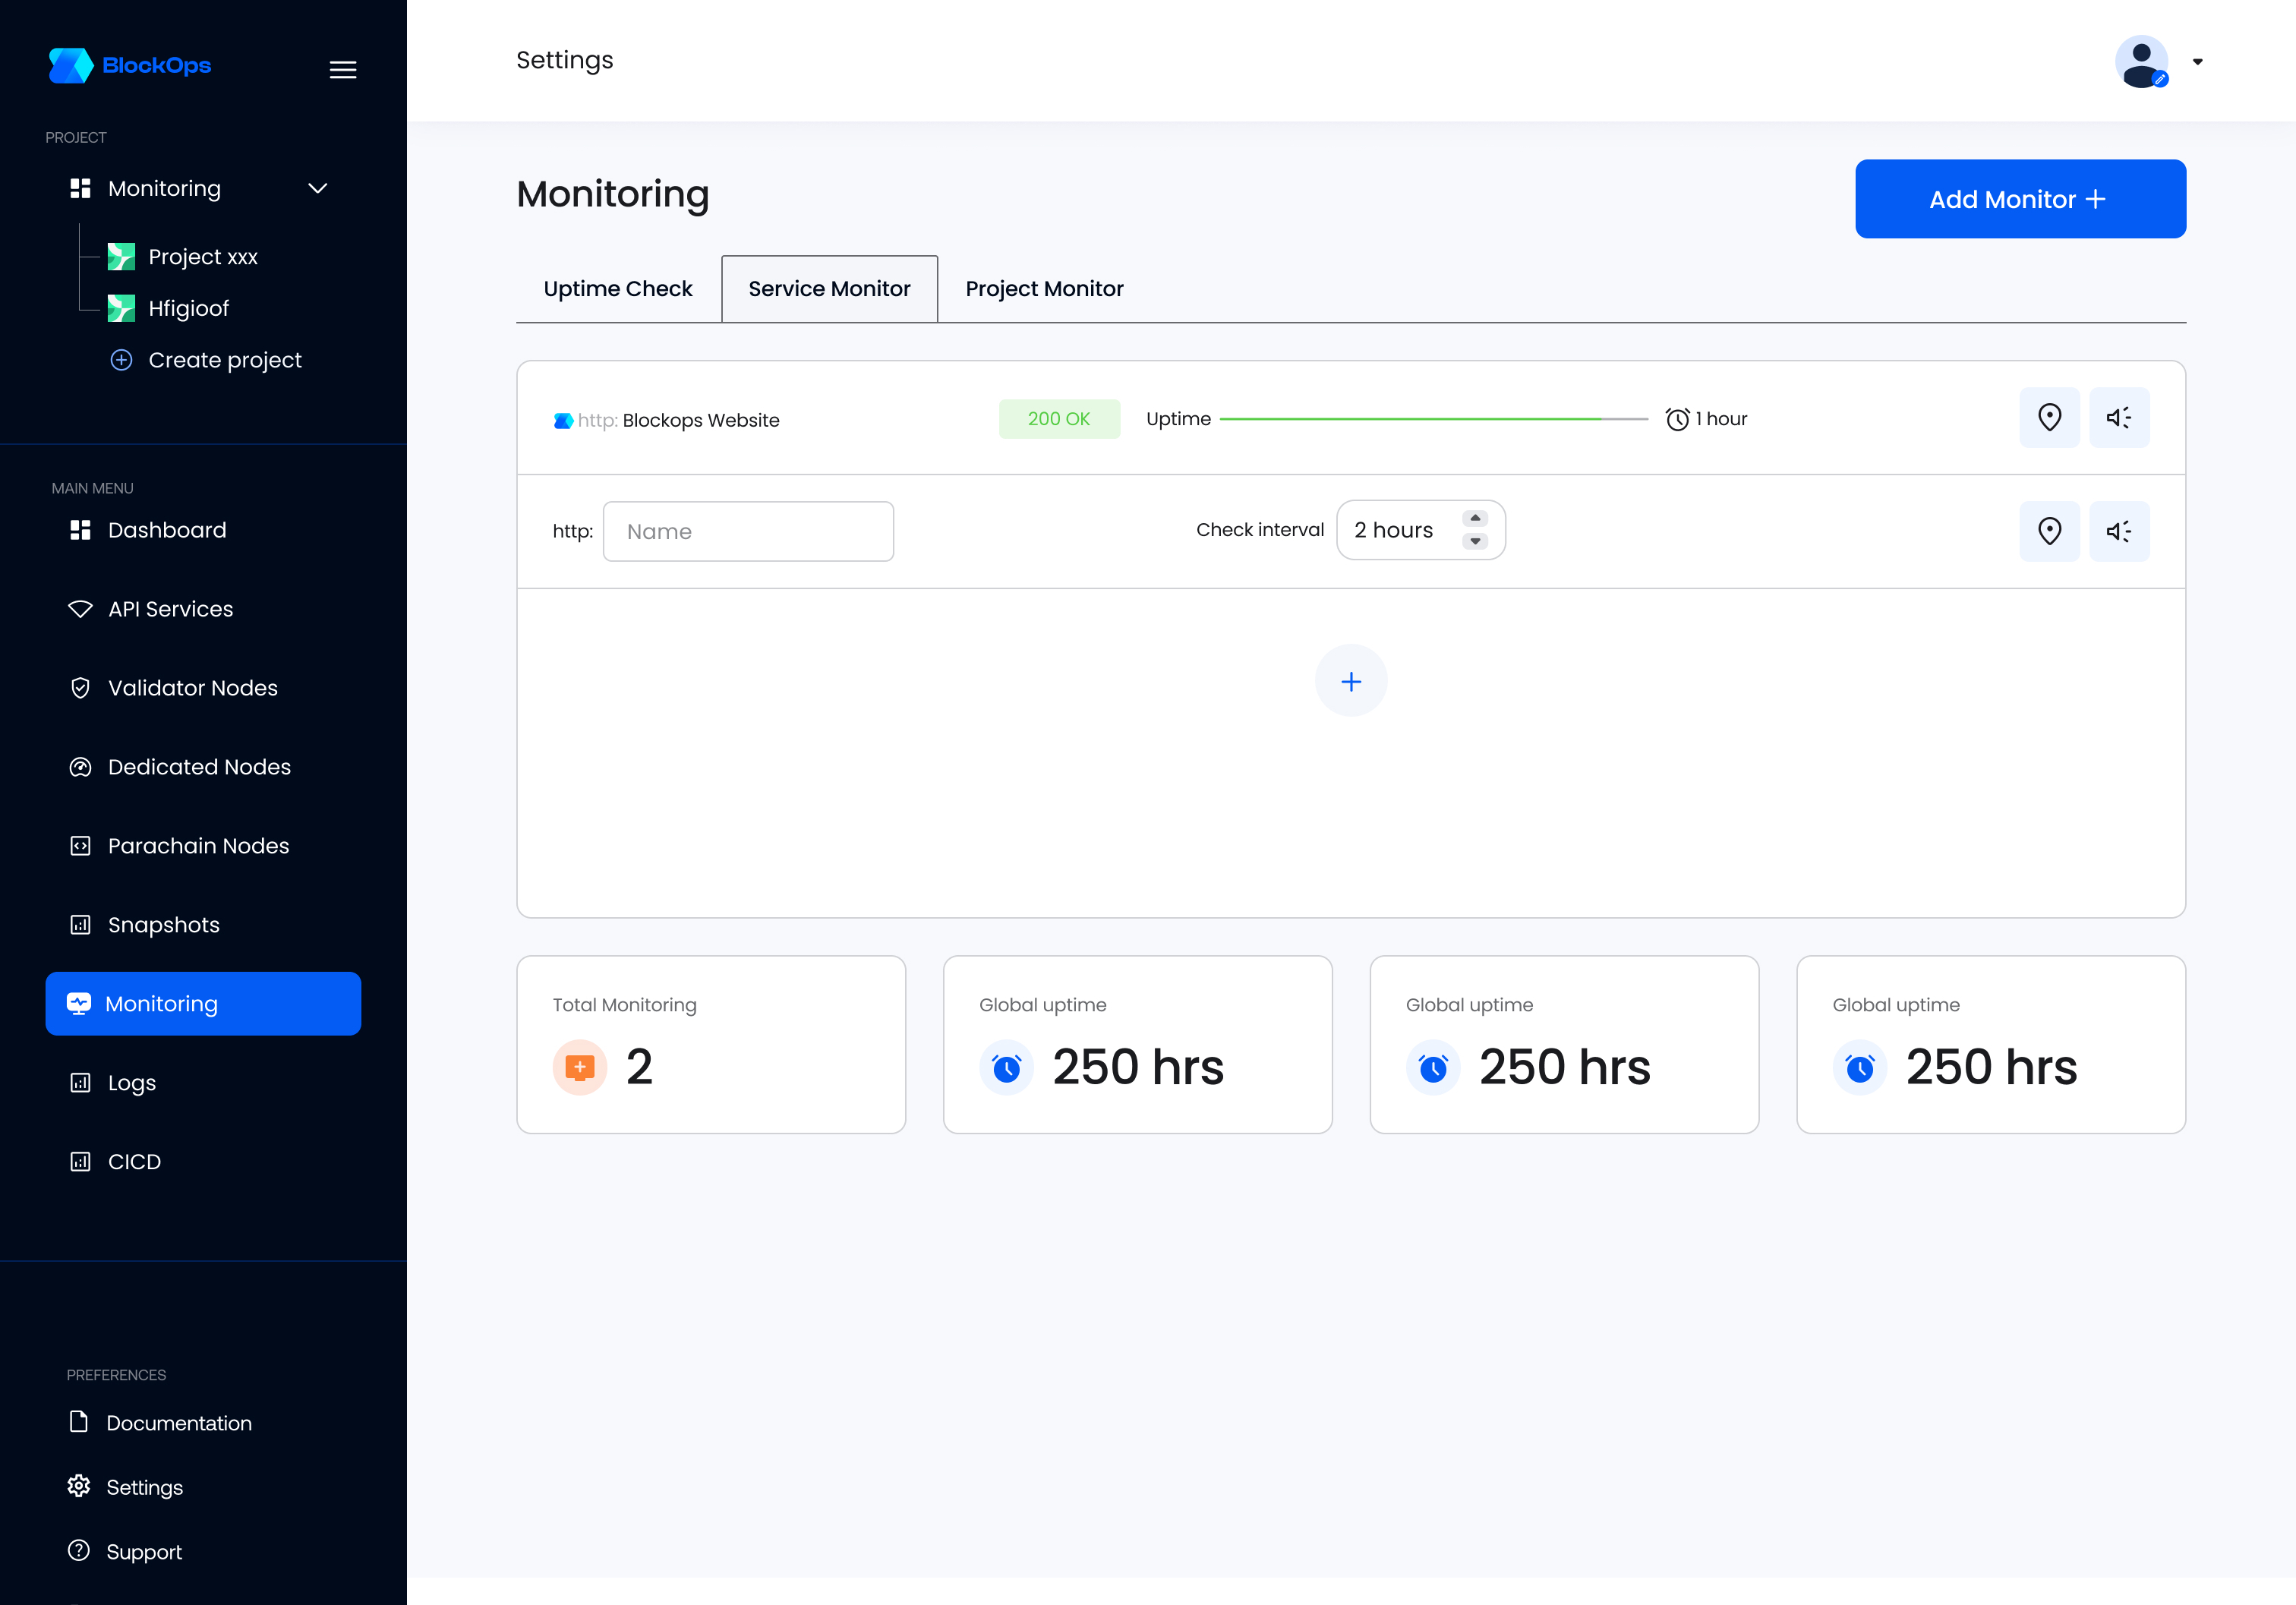 BlockOps
PROJECT
Monitoring
Project xxx
Hfigioof
Create project
MAIN MENU
Dashboard
API Services
Validator Nodes
Dedicated Nodes
Parachain Nodes
Snapshots
Monitoring
Logs
CICD
PREFERENCES
Documentation
Settings
Support
Settings
Monitoring
Add Monitor +
Uptime Check
Service Monitor
Project Monitor
http: Blockops Website
200 OK
Uptime
1 hour
http:
Name
Check interval
2 hours
Total Monitoring
2
Global uptime
250 hrs
Global uptime
250 hrs
Global uptime
250 hrs